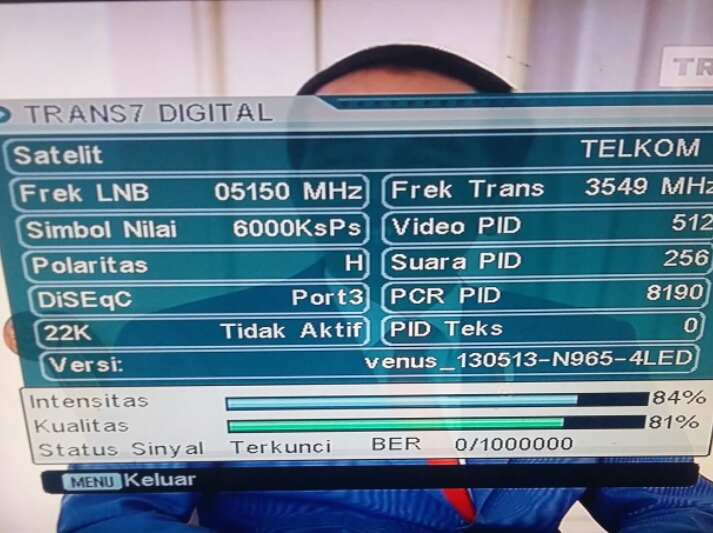 TR
TRANS7 DIGITAL
Satelit TELKOM
Frek LNB 05150 MHz Frek Trans 3549 MHz
Simbol Nilai 6000KsPs Video PID 512
Polaritas H Suara PID 256
DiSEqC Port3 PCR PID 8190
22K Tidak Aktif PID Teks 0
Versi: venus_130513-N965-4LED
Intensitas 84%
Kualitas 81%
Status Sinyal Terkunci BER 0/1000000
MENU Keluar